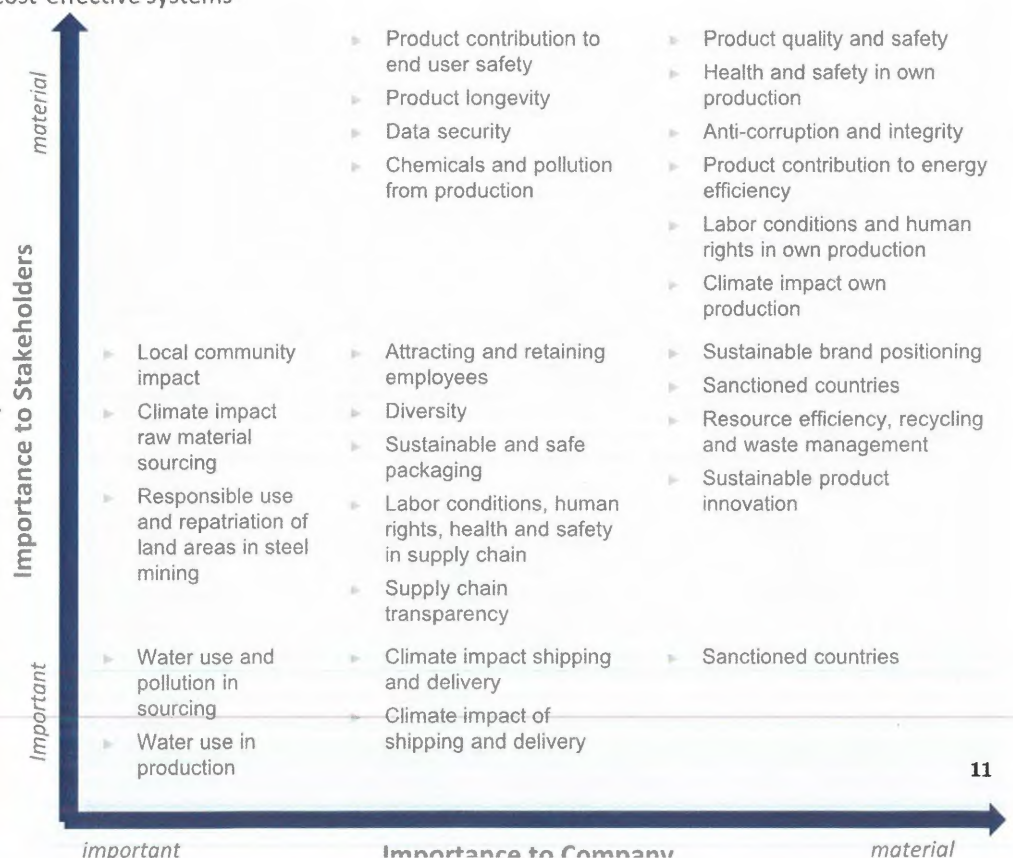 cost-effective systems
material
Importance to Stakeholders
Important
Product contribution to
end user safety
Product longevity
Data security
Chemicals and pollution
from production
Product quality and safety
Health and safety in own
production
Anti-corruption and integrity
Product contribution to energy
efficiency
Labor conditions and human
rights in own production
Climate impact own
production
Local community
impact
Climate impact
raw material
sourcing
Responsible use
and repatriation of
land areas in steel
mining
Attracting and retaining
employees
Diversity
Sustainable and safe
packaging
Labor conditions, human
rights, health and safety
in supply chain
Supply chain
transparency
Sustainable brand positioning
Sanctioned countries
Resource efficiency, recycling
and waste management
Sustainable product
innovation
Water use and
pollution in
sourcing
Water use in
production
Climate impact shipping
and delivery
Climate impact of
shipping and delivery
Sanctioned countries
11
important
Importance to Company
material